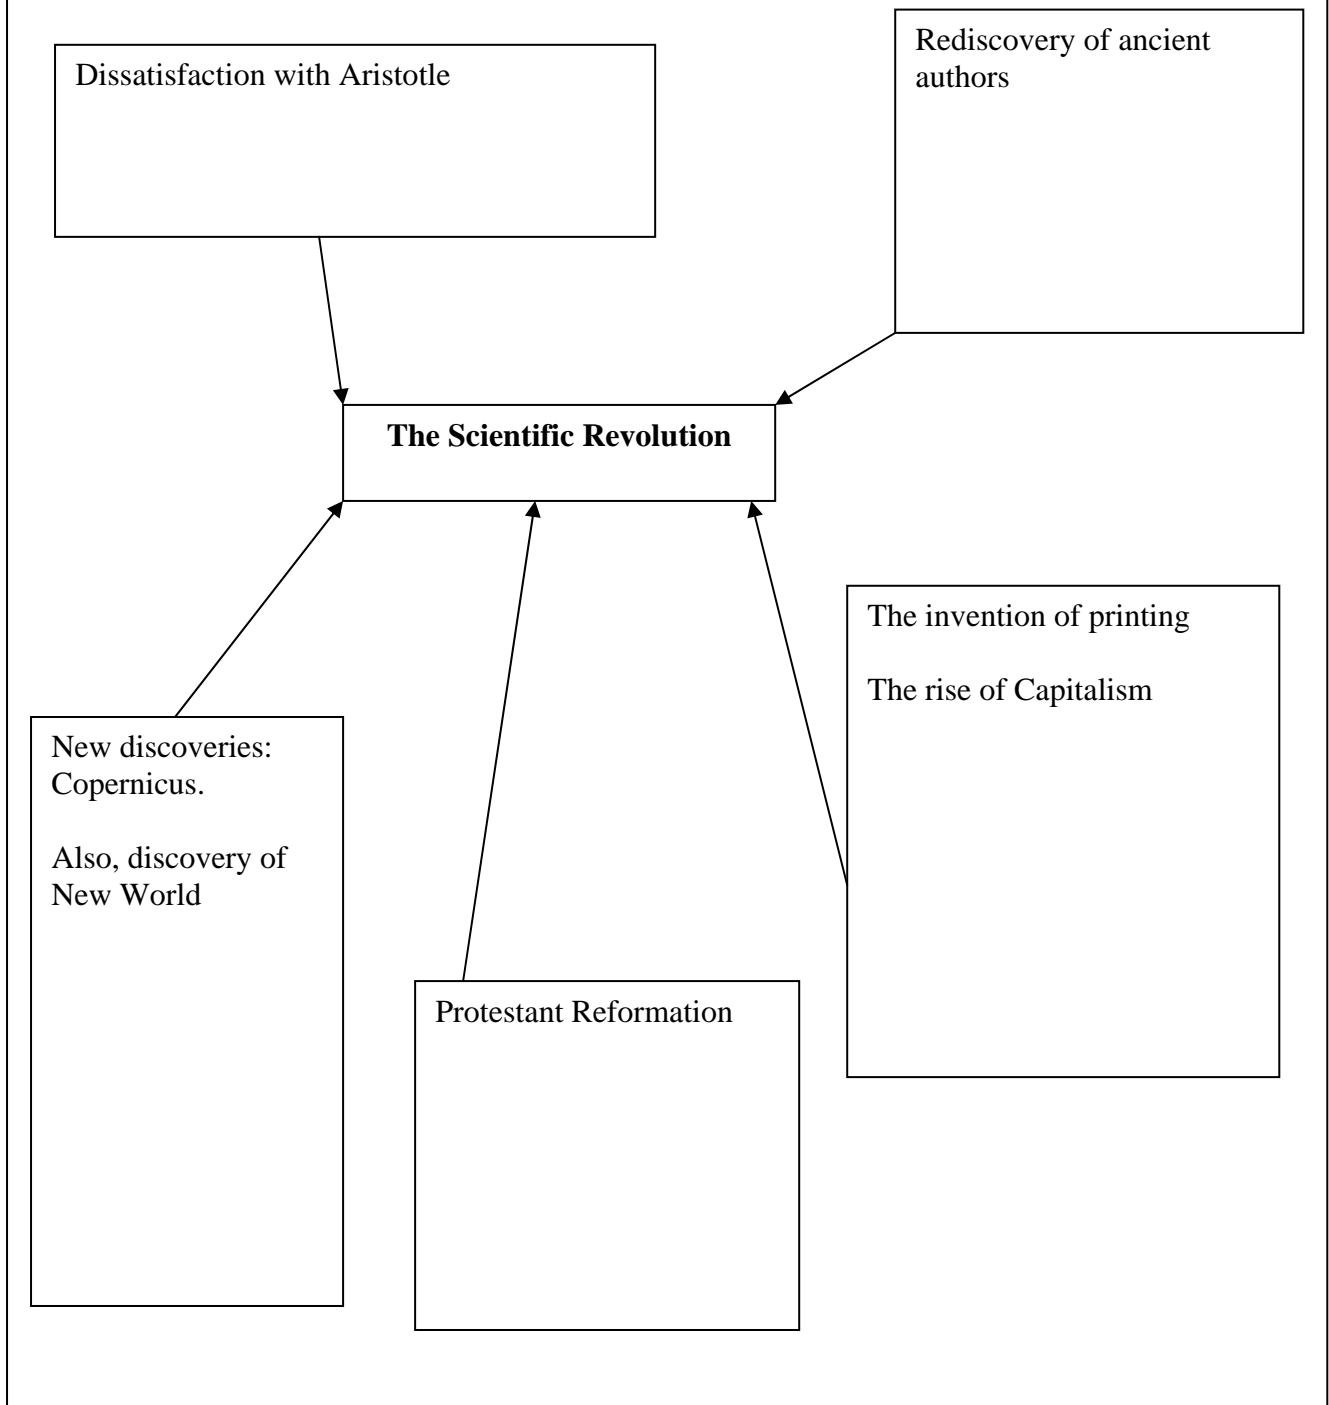 Dissatisfaction with Aristotle
Rediscovery of ancient
authors
The Scientific Revolution
The invention of printing
The rise of Capitalism
New discoveries:
Copernicus.
Also, discovery of
New World
Protestant Reformation